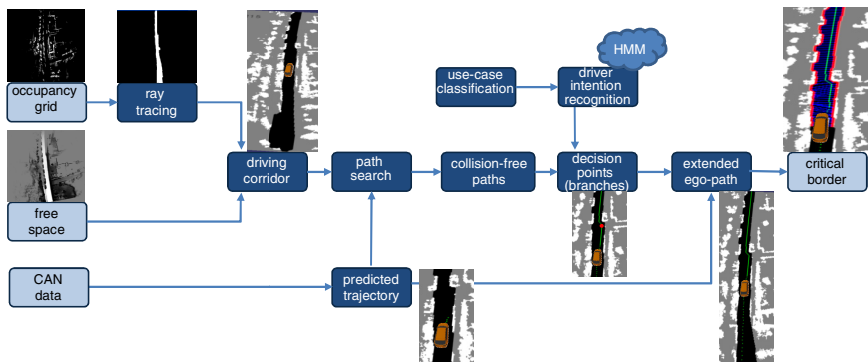 HMM
use-case
classification
driver
intention
recognition
occupancy
grid
ray
tracing
driving
corridor
path
search
collision-free
paths
decision
points
(branches)
extended
ego-path
critical
border
free
space
CAN
data
predicted
trajectory